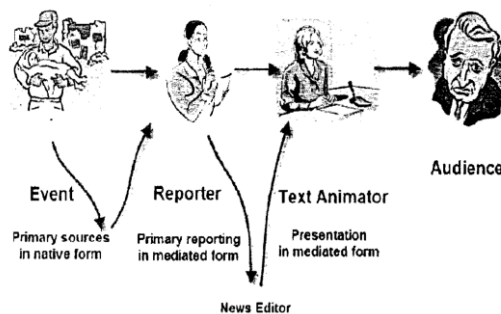 Event
Primary sources
in native form
Reporter
Primary reporting
in mediated form
Text Animator
Presentation
in mediated form
Audience
News Editor